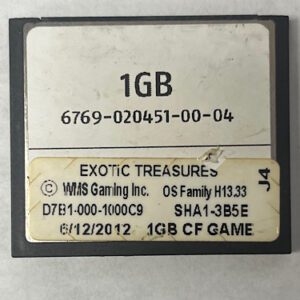 1GB
6769-020451-00-04
EXOTIC TREASURES
© WMS Gaming Inc. OS Family H13.33
D7B1-000-1000C9 SHA1-3B5E
6/12/2012 1GB CF GAME
J4